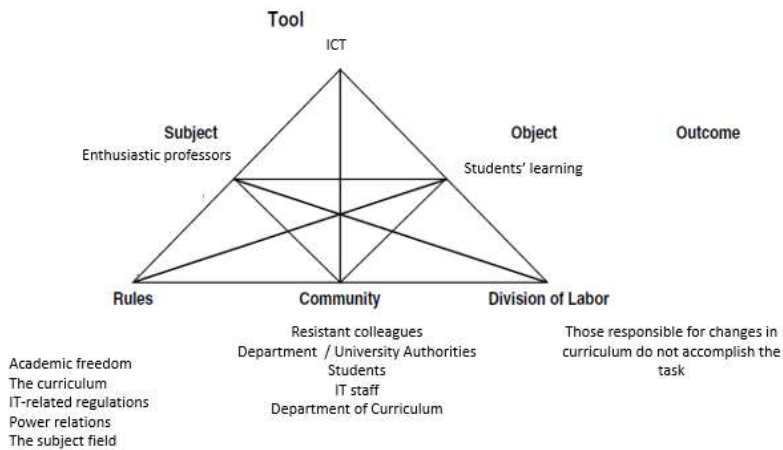 Tool
ICT
Subject
Object
Outcome
Enthusiastic professors
Students' learning
Rules
Community
Division of Labor
Academic freedom
The curriculum
IT-related regulations
Power relations
The subject field
Resistant colleagues
Department / University Authorities
Students
IT staff
Department of Curriculum
Those responsible for changes in
curriculum do not accomplish the
task